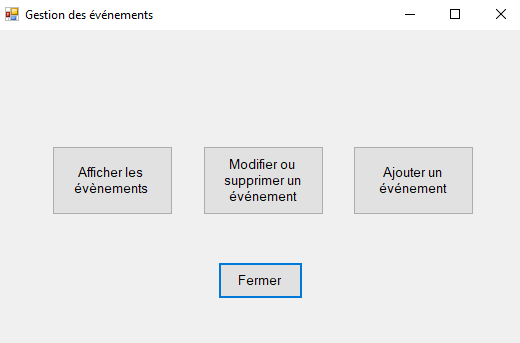 Gestion des événements
Afficher les
évènements
Modifier ou
supprimer un
événement
Ajouter un
événement
Fermer